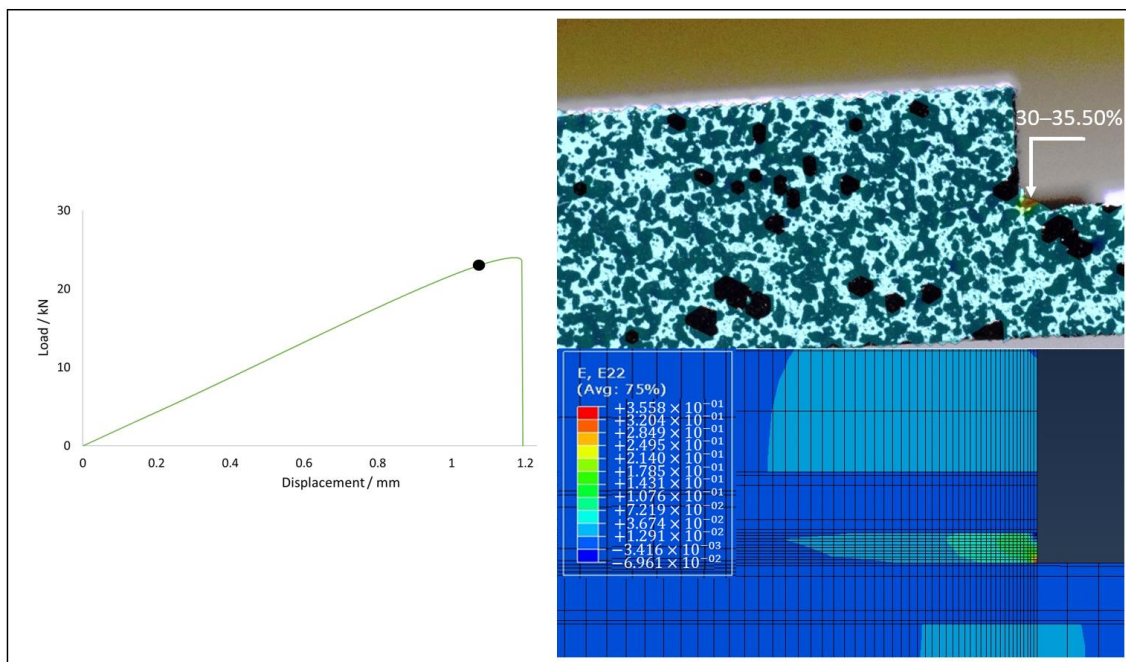 30
20
10
0
Load / kN
0
0.2
0.4
0.6
0.8
1
1.2
Displacement / mm
30–35.50%
E, E22
(Avg: 75%)
+3.558 × 10⁻⁰¹
+3.204 × 10⁻⁰¹
+2.849 × 10⁻⁰¹
+2.495 × 10⁻⁰¹
+2.140 × 10⁻⁰¹
+1.785 × 10⁻⁰¹
+1.431 × 10⁻⁰¹
+1.076 × 10⁻⁰¹
+7.219 × 10⁻⁰²
+3.674 × 10⁻⁰²
+1.291 × 10⁻⁰³
−3.416 × 10⁻⁰²
−6.961 × 10⁻⁰²